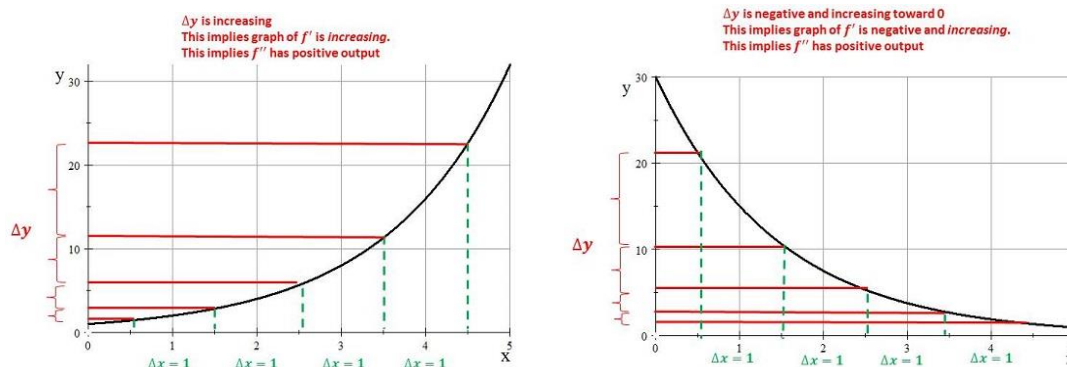 Δy is increasing
This implies graph of f′ is increasing.
This implies f′′ has positive output
y
30
20
10
0
Δy
0
1
2
3
4
5
x
Δx = 1
Δx = 1
Δx = 1
Δx = 1
Δy is negative and increasing toward 0
This implies graph of f′ is negative and increasing.
This implies f′′ has positive output
y
30
20
10
0
Δy
0
1
2
3
4
Δx = 1
Δx = 1
Δx = 1
Δx = 1